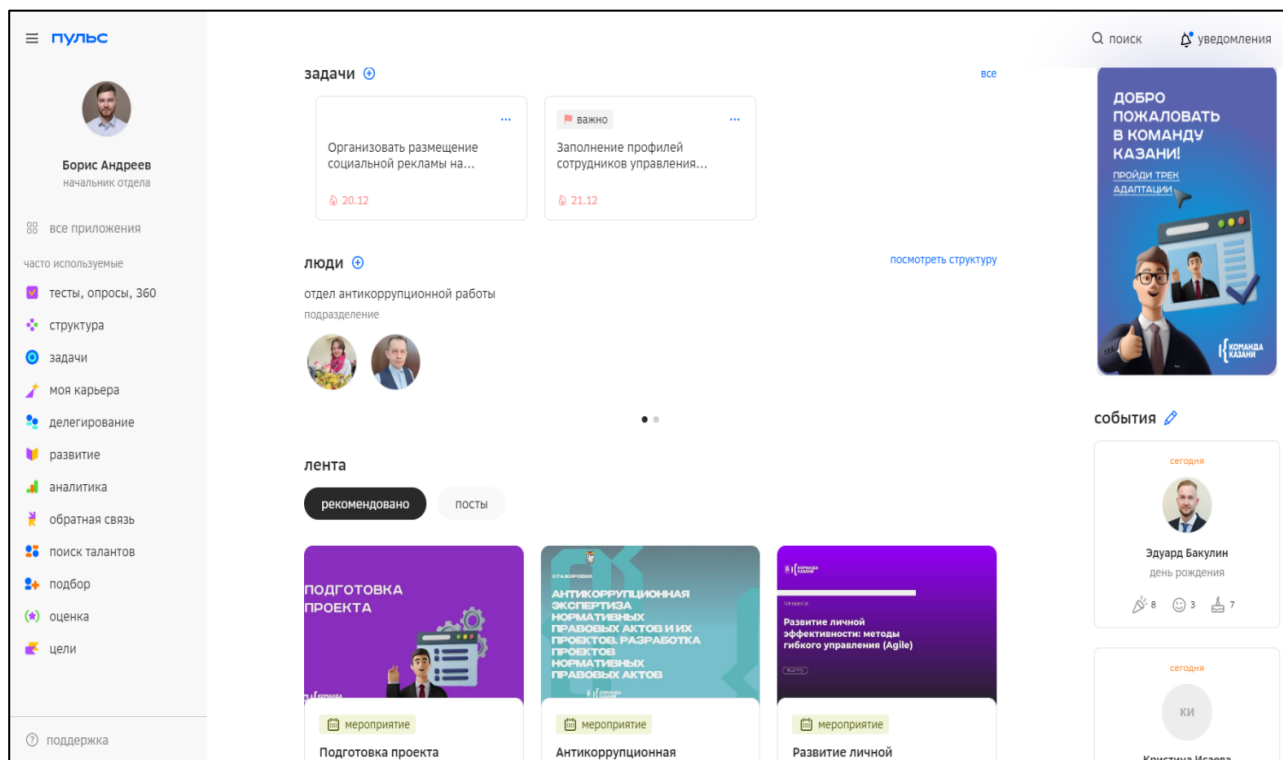 пульс
Борис Андреев
начальник отдела
все приложения
часто используемые
тесты, опросы, 360
структура
задачи
моя карьера
делегирование
развитие
аналитика
обратная связь
поиск талантов
подбор
оценка
цели
поддержка
задачи
все
Организовать размещение
социальной рекламы на...
20.12
важно
Заполнение профилей
сотрудников управления...
21.12
люди
посмотреть структуру
отдел антикоррупционной работы
подразделение
лента
рекомендовано
посты
ПОДГОТОВКА
ПРОЕКТА
мероприятие
Подготовка проекта
СТАЖИРОВКИ
АНТИКОРРУПЦИОННАЯ
ЭКСПЕРТИЗА
НОРМАТИВНЫХ
ПРАВОВЫХ АКТОВ И ИХ
ПРОЕКТОВ. РАЗРАБОТКА
ПРОЕКТОВ
НОРМАТИВНЫХ
ПРАВОВЫХ АКТОВ
мероприятие
Антикоррупционная
ТРЕНИНГИ
Развитие личной
эффективности: методы
гибкого управления (Agile)
мероприятие
Развитие личной
поиск
уведомления
ДОБРО
ПОЖАЛОВАТЬ
В КОМАНДУ
КАЗАНИ!
ПРОЙДИ ТРЕК
АДАПТАЦИИ
КОМАНДА
КАЗАНИ
события
сегодня
Эдуард Бакулин
день рождения
8 3 7
сегодня
КИ
Кристина Исаева